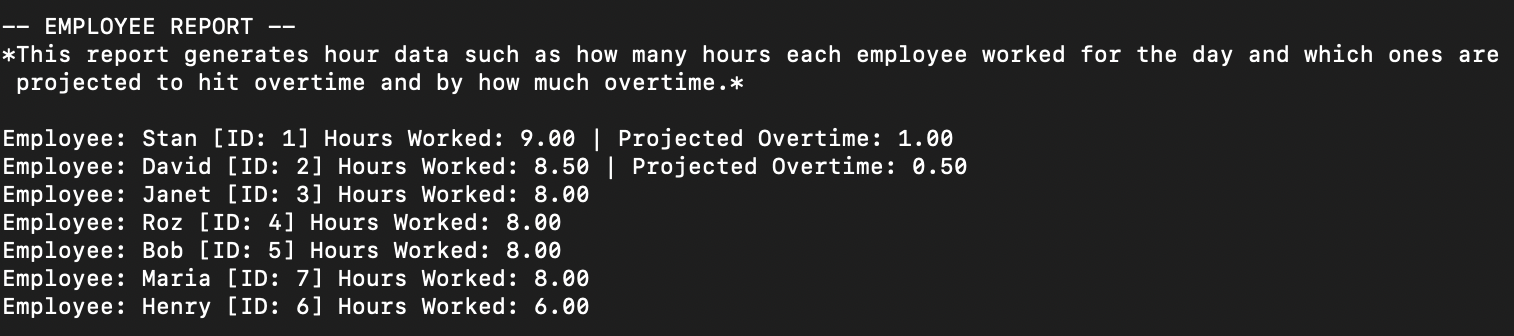 -- EMPLOYEE REPORT --
*This report generates hour data such as how many hours each employee worked for the day and which ones are
projected to hit overtime and by how much overtime.*
Employee: Stan [ID: 1] Hours Worked: 9.00 | Projected Overtime: 1.00
Employee: David [ID: 2] Hours Worked: 8.50 | Projected Overtime: 0.50
Employee: Janet [ID: 3] Hours Worked: 8.00
Employee: Roz [ID: 4] Hours Worked: 8.00
Employee: Bob [ID: 5] Hours Worked: 8.00
Employee: Maria [ID: 7] Hours Worked: 8.00
Employee: Henry [ID: 6] Hours Worked: 6.00